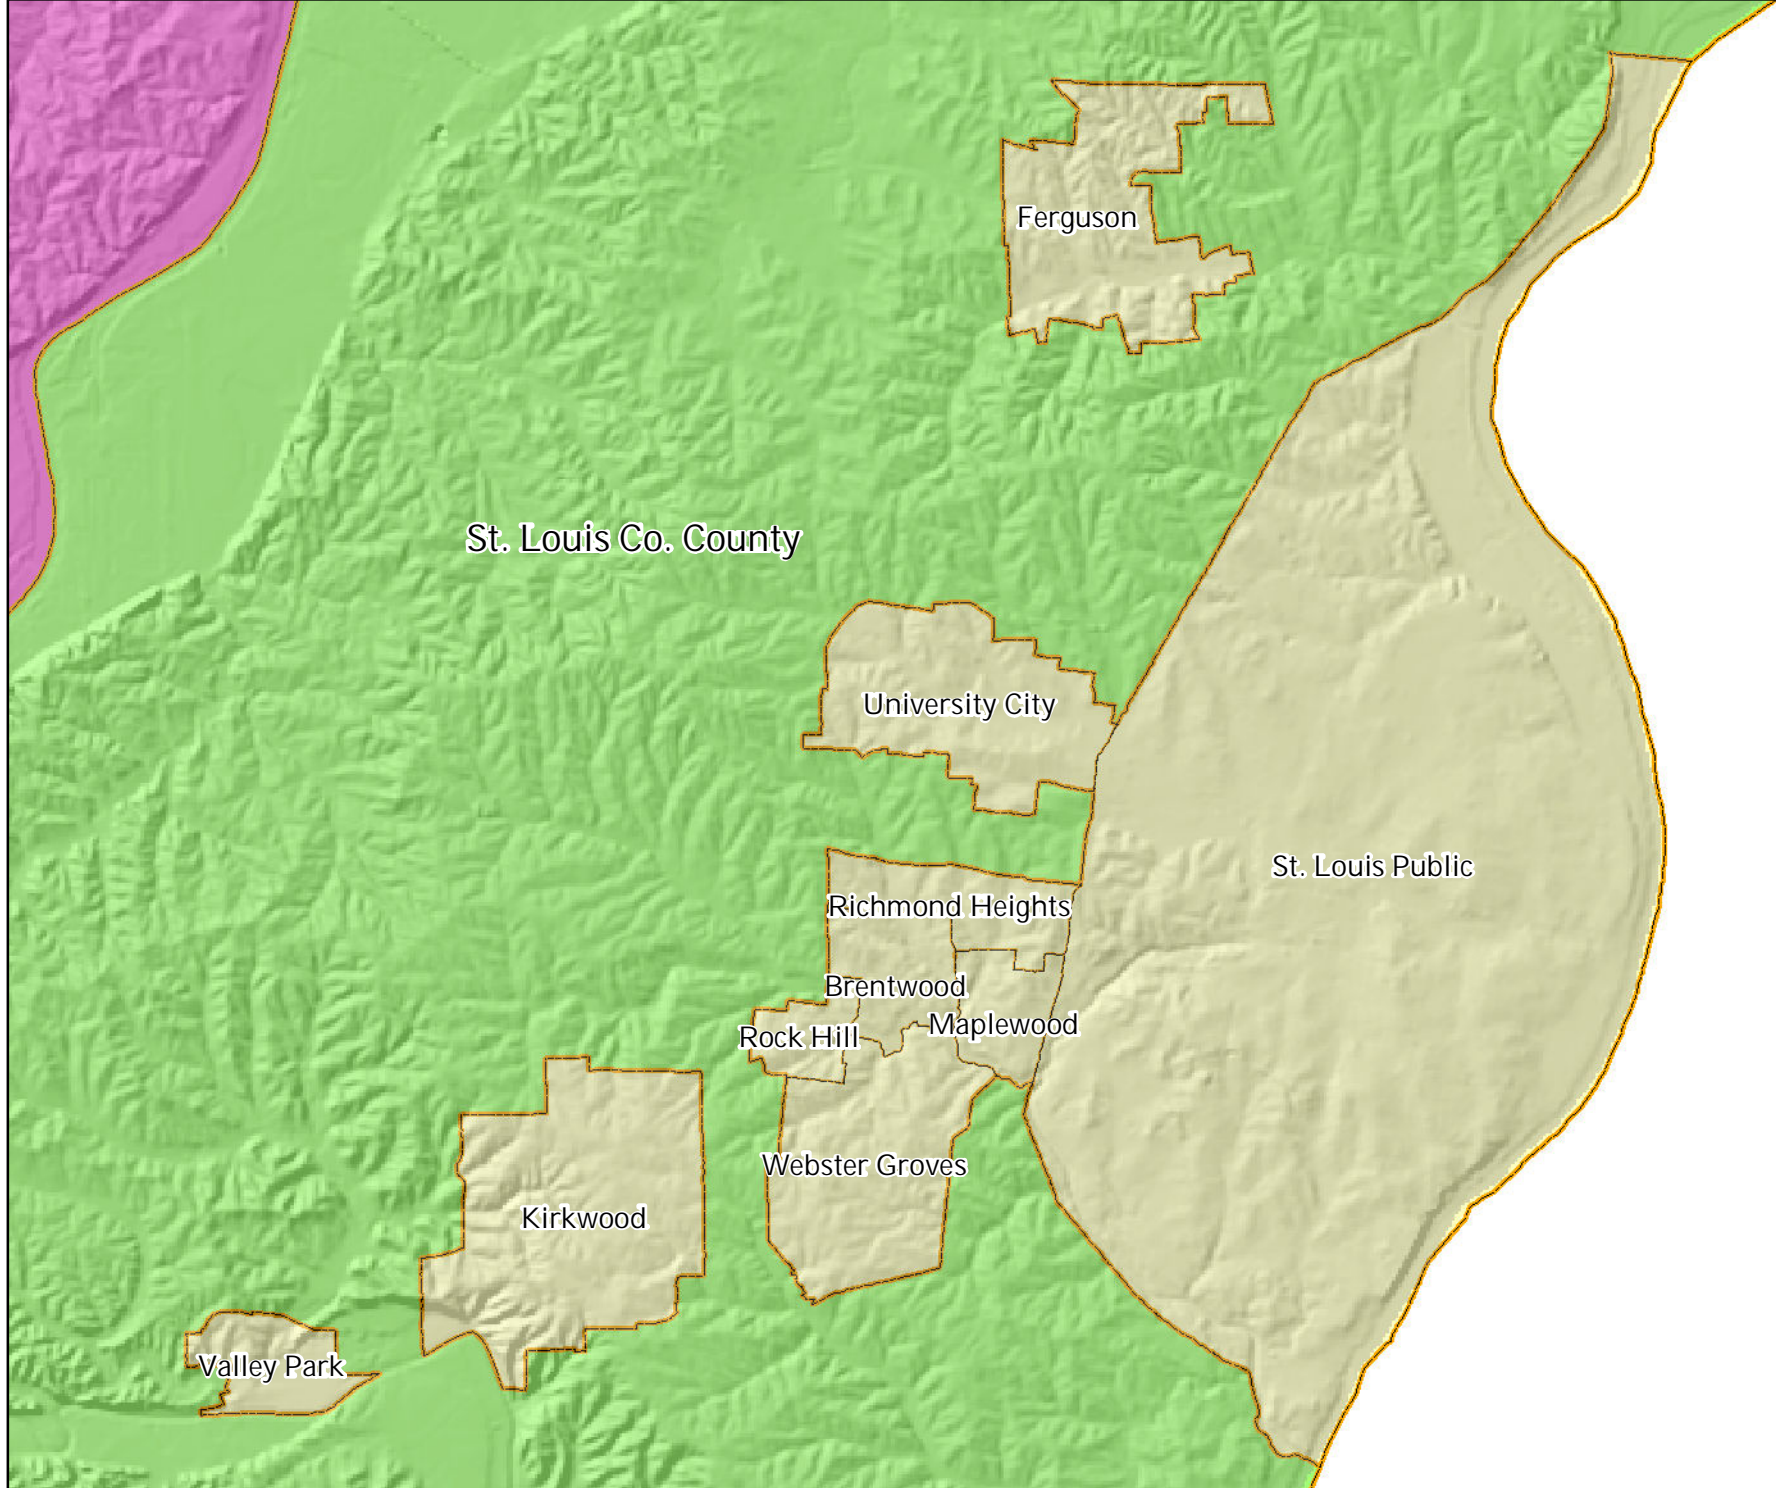 Ferguson
St. Louis Co. County
University City
St. Louis Public
Richmond Heights
Brentwood
Maplewood
Rock Hill
Webster Groves
Kirkwood
Valley Park